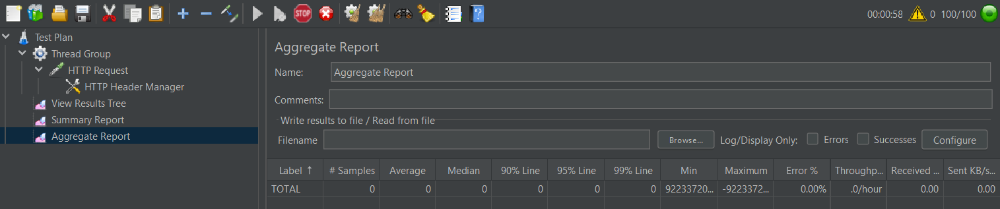 STOP
00:00:58 0 100/100
Test Plan
Thread Group
HTTP Request
HTTP Header Manager
View Results Tree
Summary Report
Aggregate Report
Aggregate Report
Name: Aggregate Report
Comments:
Write results to file / Read from file
Filename Browse... Log/Display Only: Errors Successes Configure
Label ↑ # Samples Average Median 90% Line 95% Line 99% Line Min Maximum Error % Throughp... Received ... Sent KB/s...
TOTAL 0 0 0 0 0 0 92233720... -9223372... 0.00% .0/hour 0.00 0.00